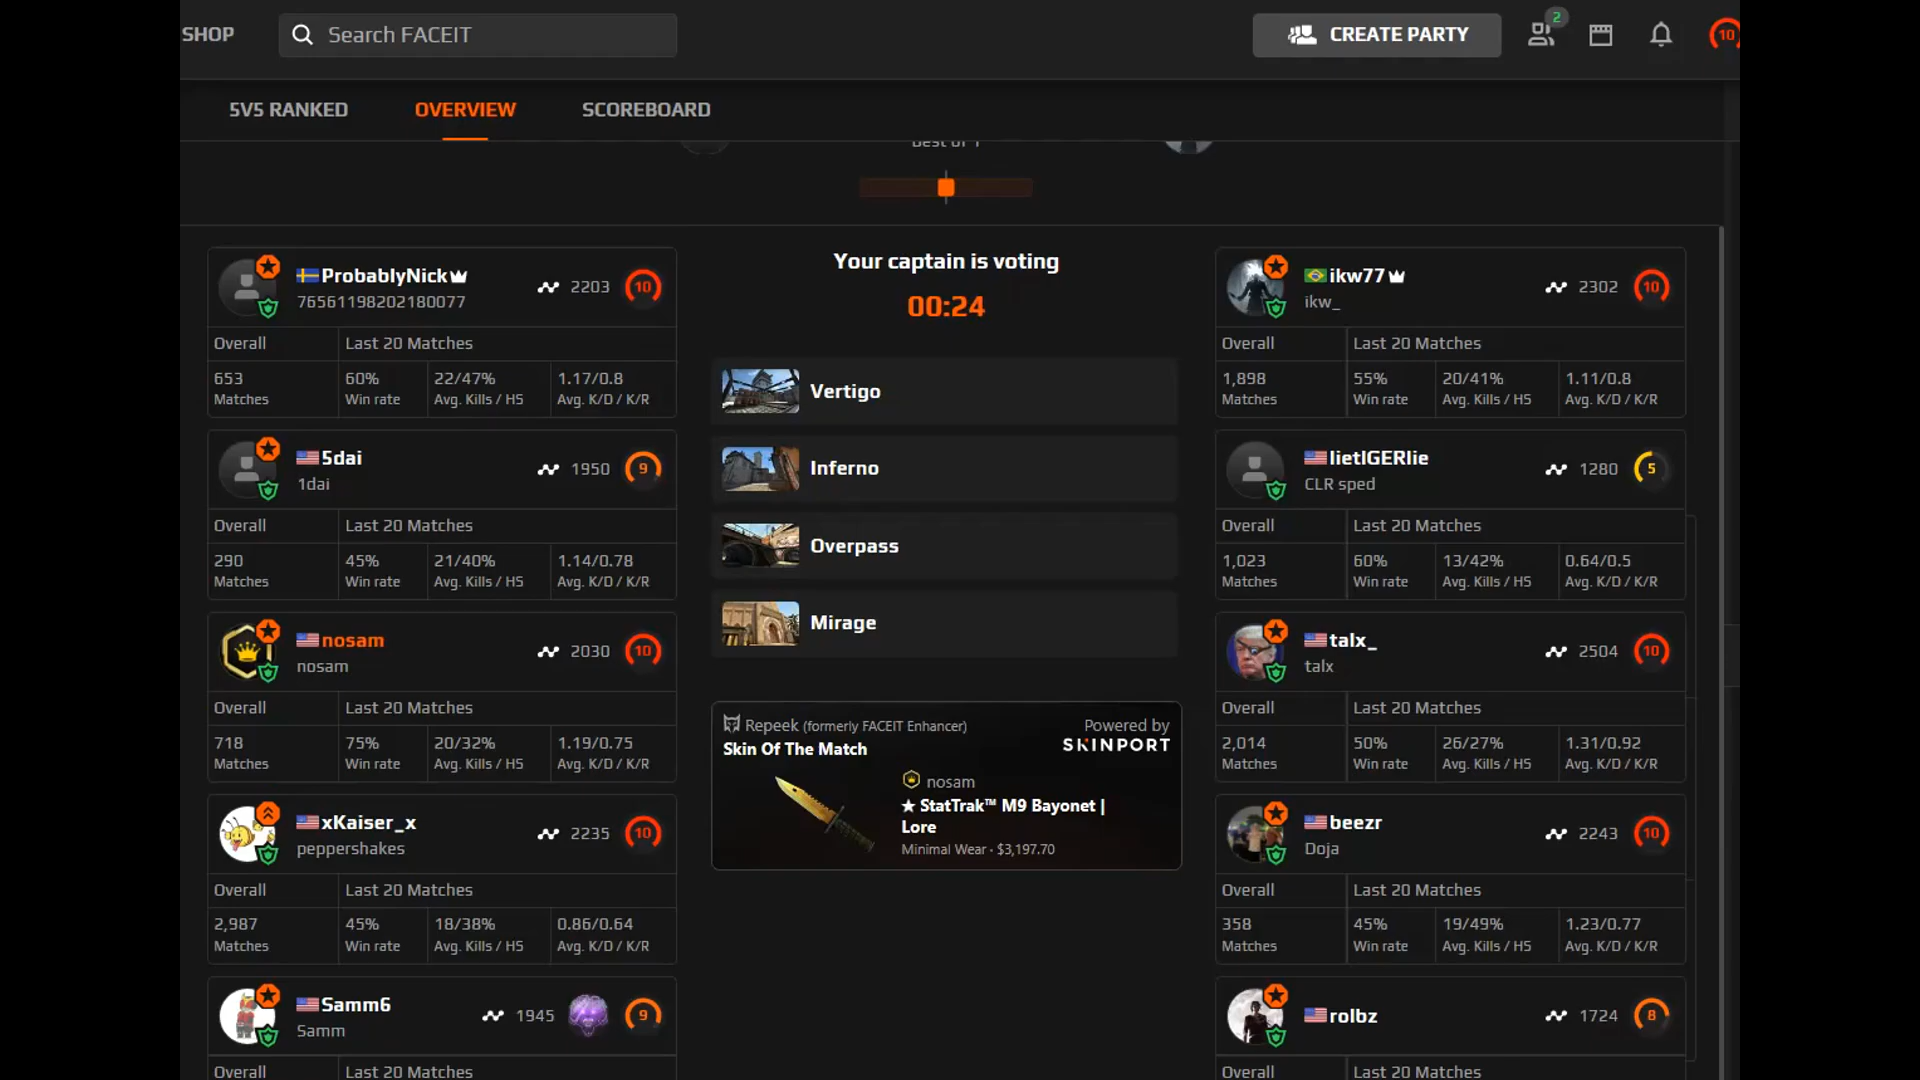 SHOP
Search FACEIT
CREATE PARTY
2
10
5V5 RANKED
OVERVIEW
SCOREBOARD
Best of 1
ProbablyNick
76561198202180077
2203
10
Overall
Last 20 Matches
653
Matches
60%
Win rate
22/47%
Avg. Kills / HS
1.17/0.8
Avg. K/D / K/R
5dai
1dai
1950
9
Overall
Last 20 Matches
290
Matches
45%
Win rate
21/40%
Avg. Kills / HS
1.14/0.78
Avg. K/D / K/R
nosam
nosam
2030
10
Overall
Last 20 Matches
718
Matches
75%
Win rate
20/32%
Avg. Kills / HS
1.19/0.75
Avg. K/D / K/R
xKaiser_x
peppershakes
2235
10
Overall
Last 20 Matches
2,987
Matches
45%
Win rate
18/38%
Avg. Kills / HS
0.86/0.64
Avg. K/D / K/R
Samm6
Samm
1945
9
Overall
Last 20 Matches
Your captain is voting
00:24
Vertigo
Inferno
Overpass
Mirage
Repeek (formerly FACEIT Enhancer)
Skin Of The Match
Powered by
SKINPORT
nosam
★ StatTrak™ M9 Bayonet |
Lore
Minimal Wear · $3,197.70
ikw77
ikw_
2302
10
Overall
Last 20 Matches
1,898
Matches
55%
Win rate
20/41%
Avg. Kills / HS
1.11/0.8
Avg. K/D / K/R
lietIGERlie
CLR sped
1280
5
Overall
Last 20 Matches
1,023
Matches
60%
Win rate
13/42%
Avg. Kills / HS
0.64/0.5
Avg. K/D / K/R
talx_
talx
2504
10
Overall
Last 20 Matches
2,014
Matches
50%
Win rate
26/27%
Avg. Kills / HS
1.31/0.92
Avg. K/D / K/R
beezr
Doja
2243
10
Overall
Last 20 Matches
358
Matches
45%
Win rate
19/49%
Avg. Kills / HS
1.23/0.77
Avg. K/D / K/R
rolbz
1724
8
Overall
Last 20 Matches